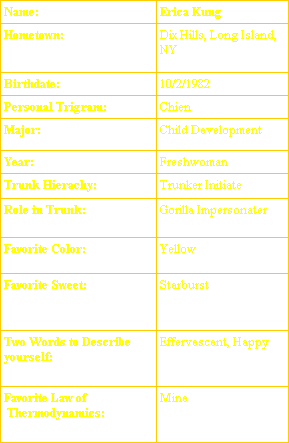 Name: Erica Kung
Hometown: Dix Hills, Long Island,
NY
Birthdate: 10/2/1982
Personal Trigram: Chien
Major: Child Development
Year: Freshwoman
Trunk Hierachy: Trunker Initiate
Role in Trunk: Gorilla Impersonater
Favorite Color: Yellow
Favorite Sweet: Starburst
Two Words to Describe Effervescent, Happy
yourself:
Favorite Law of Mine
Thermodynamics: